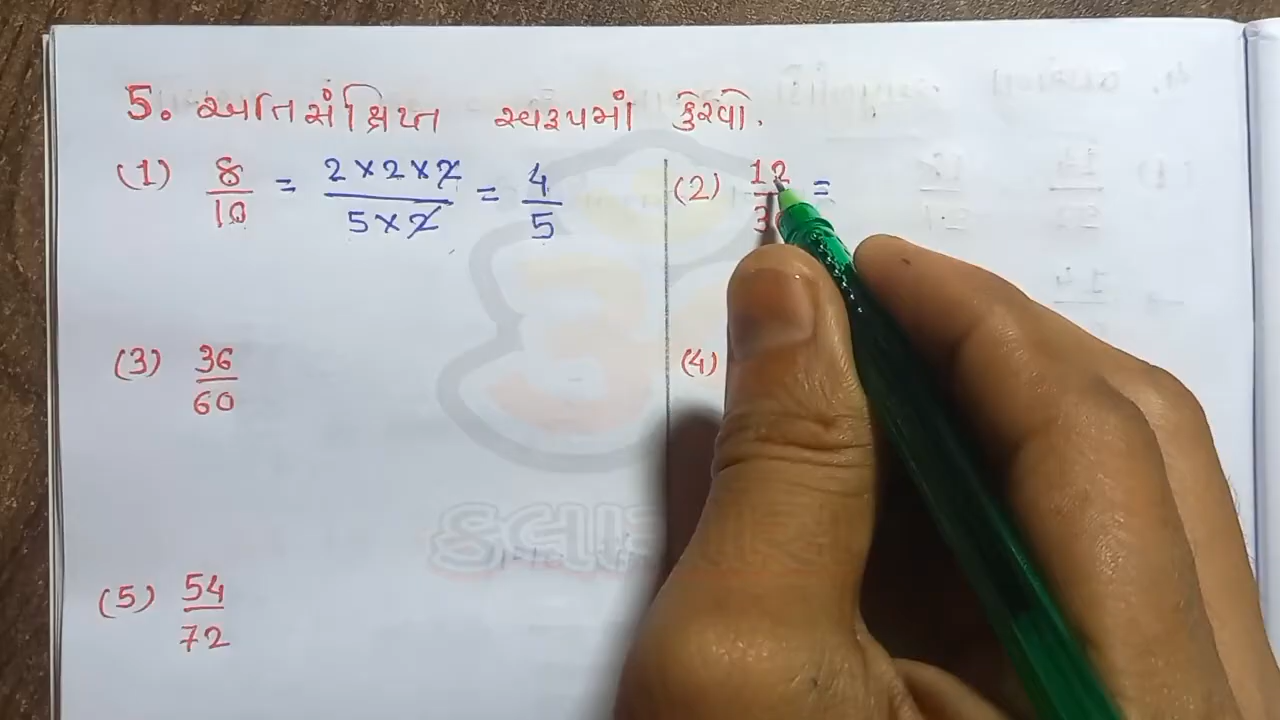 5. અતિસંક્ષિપ્ત સ્વરૂપમાં ફેરવો.
(1) 8/10 = 2×2×2/5×2 = 4/5
(2) 12/3 =
(3) 36/60
(4)
(5) 54/72